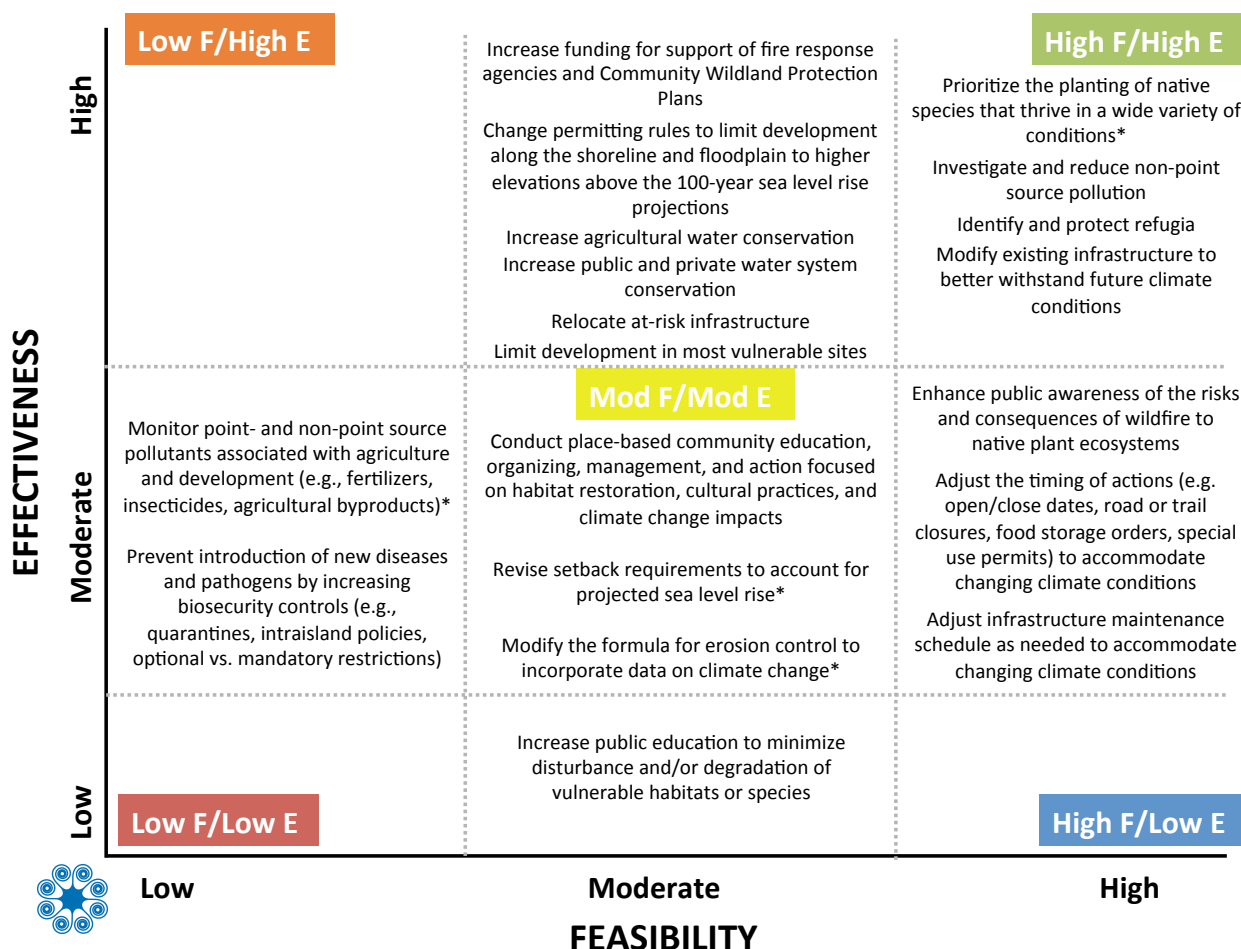 Low F/High E
Increase funding for support of fire response
agencies and Community Wildland Protection
Plans
Change permitting rules to limit development
along the shoreline and floodplain to higher
elevations above the 100-year sea level rise
projections
Increase agricultural water conservation
Increase public and private water system
conservation
Relocate at-risk infrastructure
Limit development in most vulnerable sites
High F/High E
Prioritize the planting of native
species that thrive in a wide variety of
conditions*
Investigate and reduce non-point
source pollution
Identify and protect refugia
Modify existing infrastructure to
better withstand future climate
conditions
High
EFFECTIVENESS
Moderate
Monitor point- and non-point source
pollutants associated with agriculture
and development (e.g., fertilizers,
insecticides, agricultural byproducts)*
Prevent introduction of new diseases
and pathogens by increasing
biosecurity controls (e.g.,
quarantines, intraisland policies,
optional vs. mandatory restrictions)
Mod F/Mod E
Conduct place-based community education,
organizing, management, and action focused
on habitat restoration, cultural practices, and
climate change impacts
Revise setback requirements to account for
projected sea level rise*
Modify the formula for erosion control to
incorporate data on climate change*
Enhance public awareness of the risks
and consequences of wildfire to
native plant ecosystems
Adjust the timing of actions (e.g.
open/close dates, road or trail
closures, food storage orders, special
use permits) to accommodate
changing climate conditions
Adjust infrastructure maintenance
schedule as needed to accommodate
changing climate conditions
Low
Low F/Low E
Increase public education to minimize
disturbance and/or degradation of
vulnerable habitats or species
High F/Low E
Low
Moderate
High
FEASIBILITY